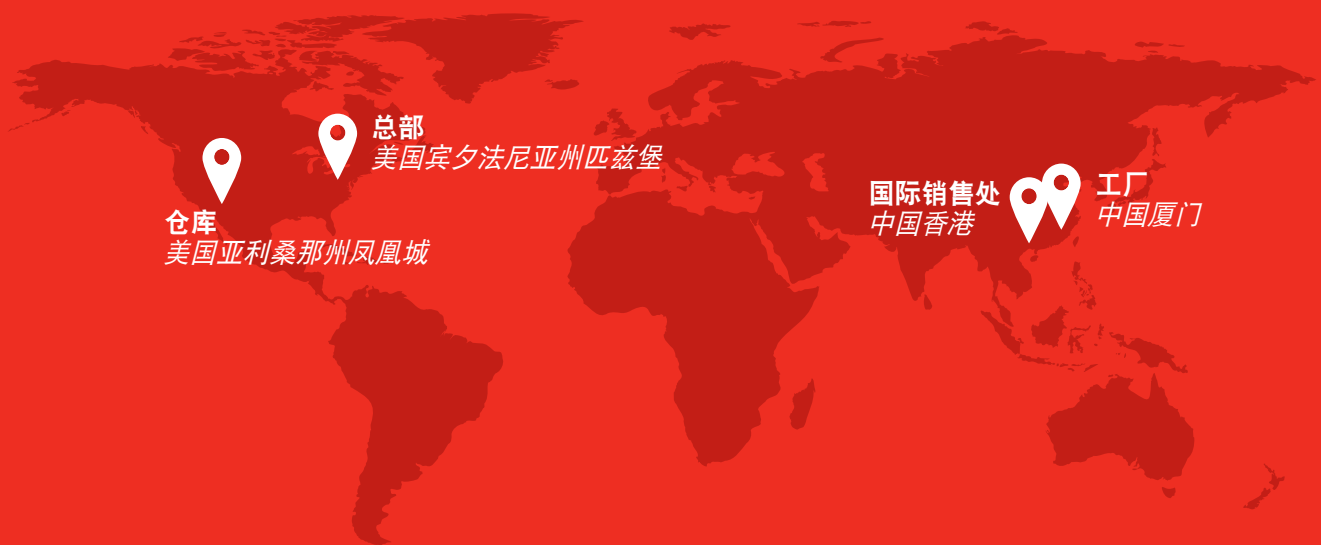 总部
美国宾夕法尼亚州匹兹堡
仓库
美国亚利桑那州凤凰城
国际销售处
中国香港
工厂
中国厦门